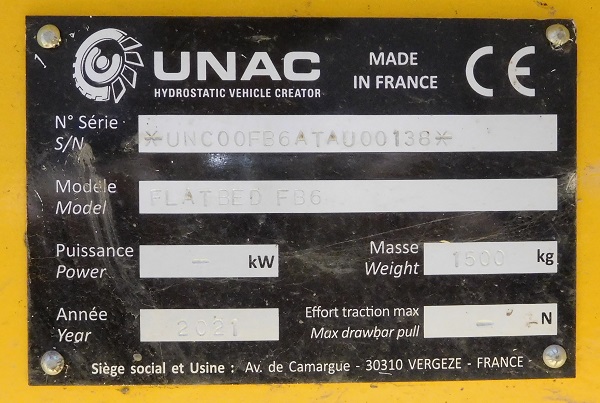 UNAC
HYDROSTATIC VEHICLE CREATOR
MADE
IN FRANCE
CE
N° Série
S/N
*UNC00FB6ATAU00138*
Modèle
Model
FLATBED FB6
Puissance
Power
- kW
Masse
Weight
1500 kg
Année
Year
2021
Effort traction max
Max drawbar pull
- N
Siège social et Usine : Av. de Camargue - 30310 VERGEZE - FRANCE -